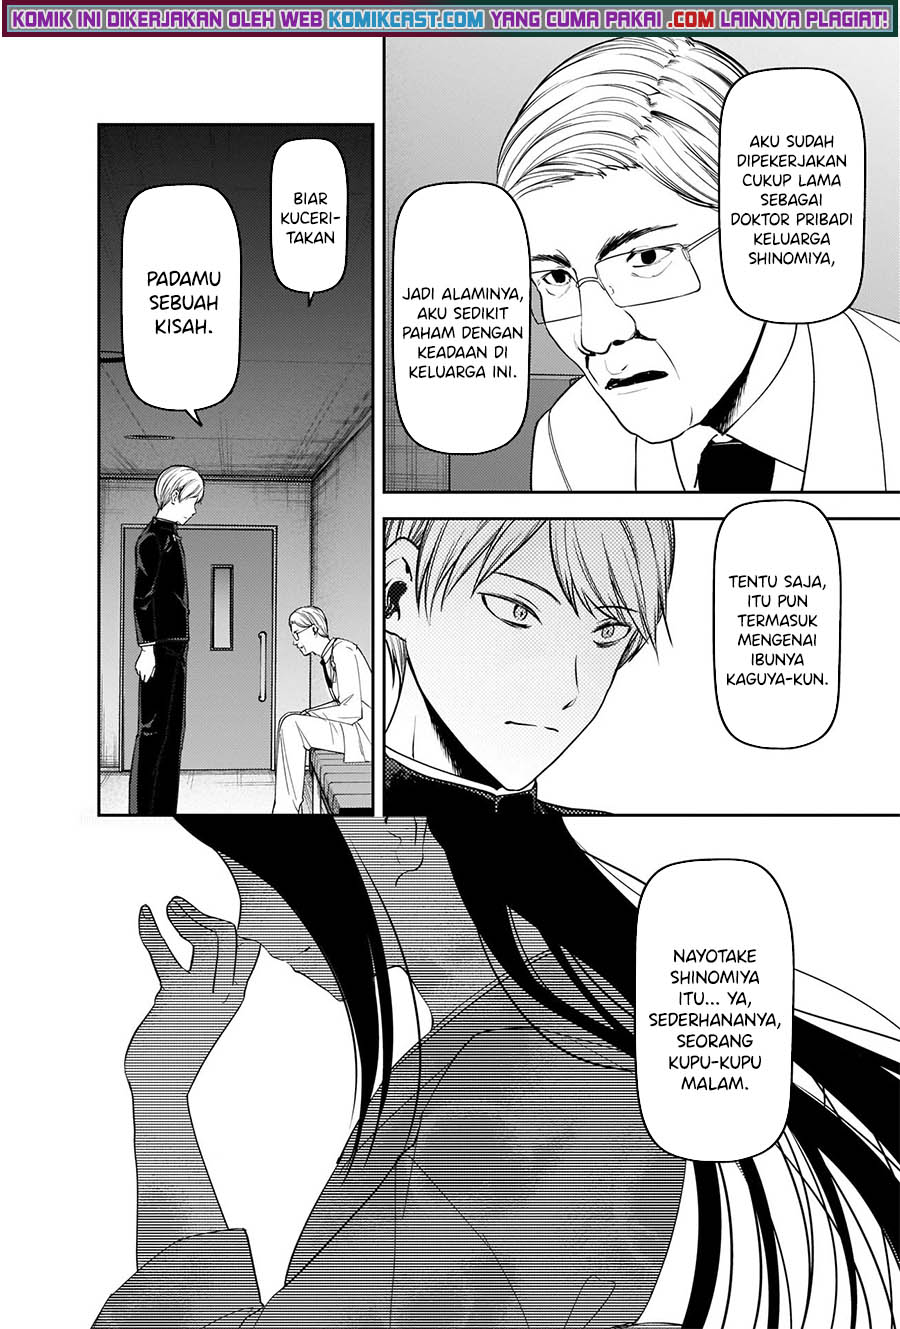 KOMIK INI DIKERJAKAN OLEH WEB KOMIKCAST.COM YANG CUMA PAKAI .COM LAINNYA PLAGIAT!
AKU SUDAH
DIPEKERJAKAN
CUKUP LAMA
SEBAGAI
DOKTOR PRIBADI
KELUARGA
SHINOMIYA,
JADI ALAMINYA,
AKU SEDIKIT
PAHAM DENGAN
KEADAAN DI
KELUARGA INI.
BIAR
KUCERI-
TAKAN
PADAMU
SEBUAH
KISAH.
TENTU SAJA,
ITU PUN
TERMASUK
MENGENAI
IBUNYA
KAGUYA-KUN.
NAYOTAKE
SHINOMIYA
ITU... YA,
SEDERHANANYA,
SEORANG
KUPU-KUPU
MALAM.